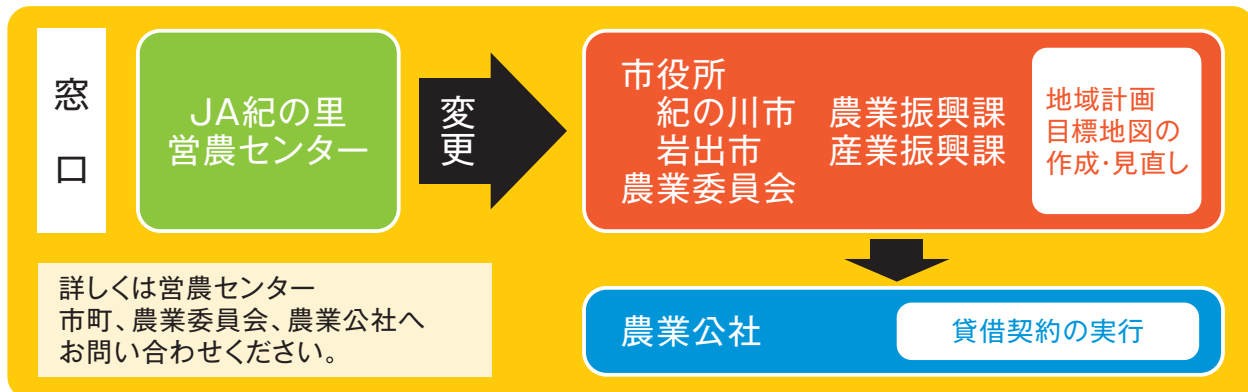 窓口
JA紀の里
営農センター
変更
市役所
紀の川市 農業振興課
岩出市 産業振興課
農業委員会
地域計画
目標地図の
作成・見直し
詳しくは営農センター
市町、農業委員会、農業公社へ
お問い合わせください。
農業公社
貸借契約の実行